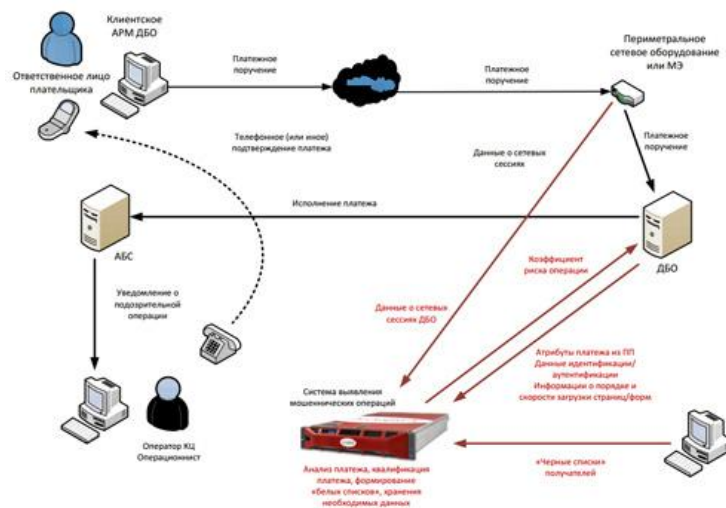 Клиентское
АРМ ДБО
Ответственное лицо
плательщика
Платежное
поручение
Платежное
поручение
Периметральное
сетевое оборудование
или МЭ
Телефонное (или иное)
подтверждение платежа
Данные о сетевых
сессиях
Платежное
поручение
Исполнение платежа
АБС
ДБО
Коэффициент
риска операции
Уведомление о
подозрительной
операции
Данные о сетевых
сессиях ДБО
Атрибуты платежа из ПП
Данные идентификации/
аутентификации
Информации о порядке и
скорости загрузки страниц/форм
Система выявления
мошеннических операций
Оператор КЦ
Операционнист
«Черные списки»
получателей
Анализ платежа, квалификация
платежа, формирование
«белых списков», хранения
необходимых данных